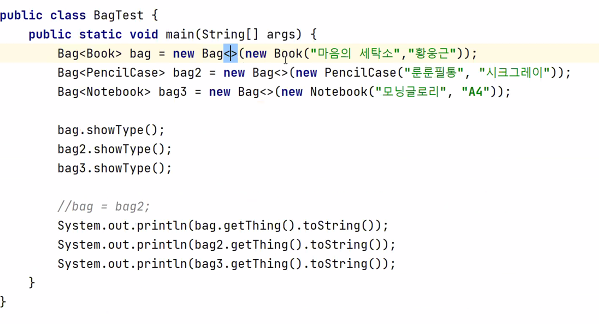 public class BagTest {
    public static void main(String[] args) {
        Bag<Book> bag = new Bag<>(new Book("마음의 세탁소","황웅근"));
        Bag<PencilCase> bag2 = new Bag<>(new PencilCase("룬룬필통", "시크그레이"));
        Bag<Notebook> bag3 = new Bag<>(new Notebook("모닝글로리", "A4"));

        bag.showType();
        bag2.showType();
        bag3.showType();

        //bag = bag2;
        System.out.println(bag.getThing().toString());
        System.out.println(bag2.getThing().toString());
        System.out.println(bag3.getThing().toString());
    }
}